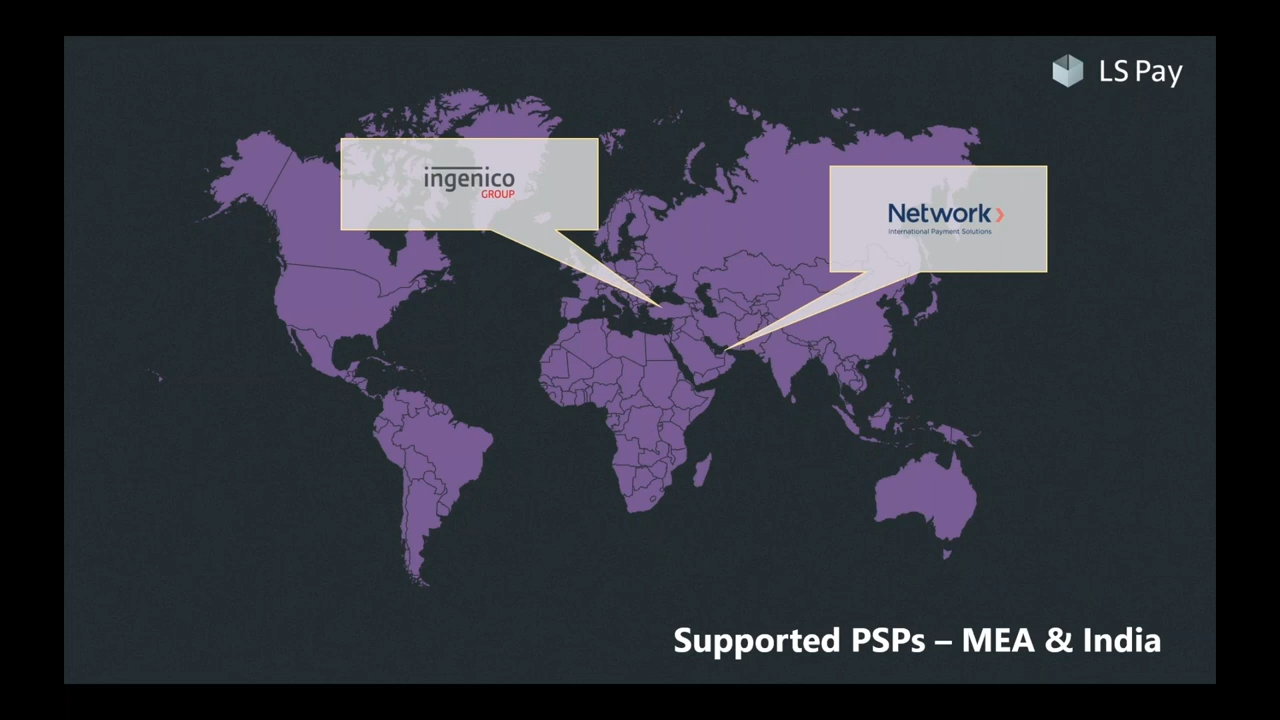 LS Pay
ingenico
GROUP
Network
International Payment Solutions
Supported PSPs – MEA & India